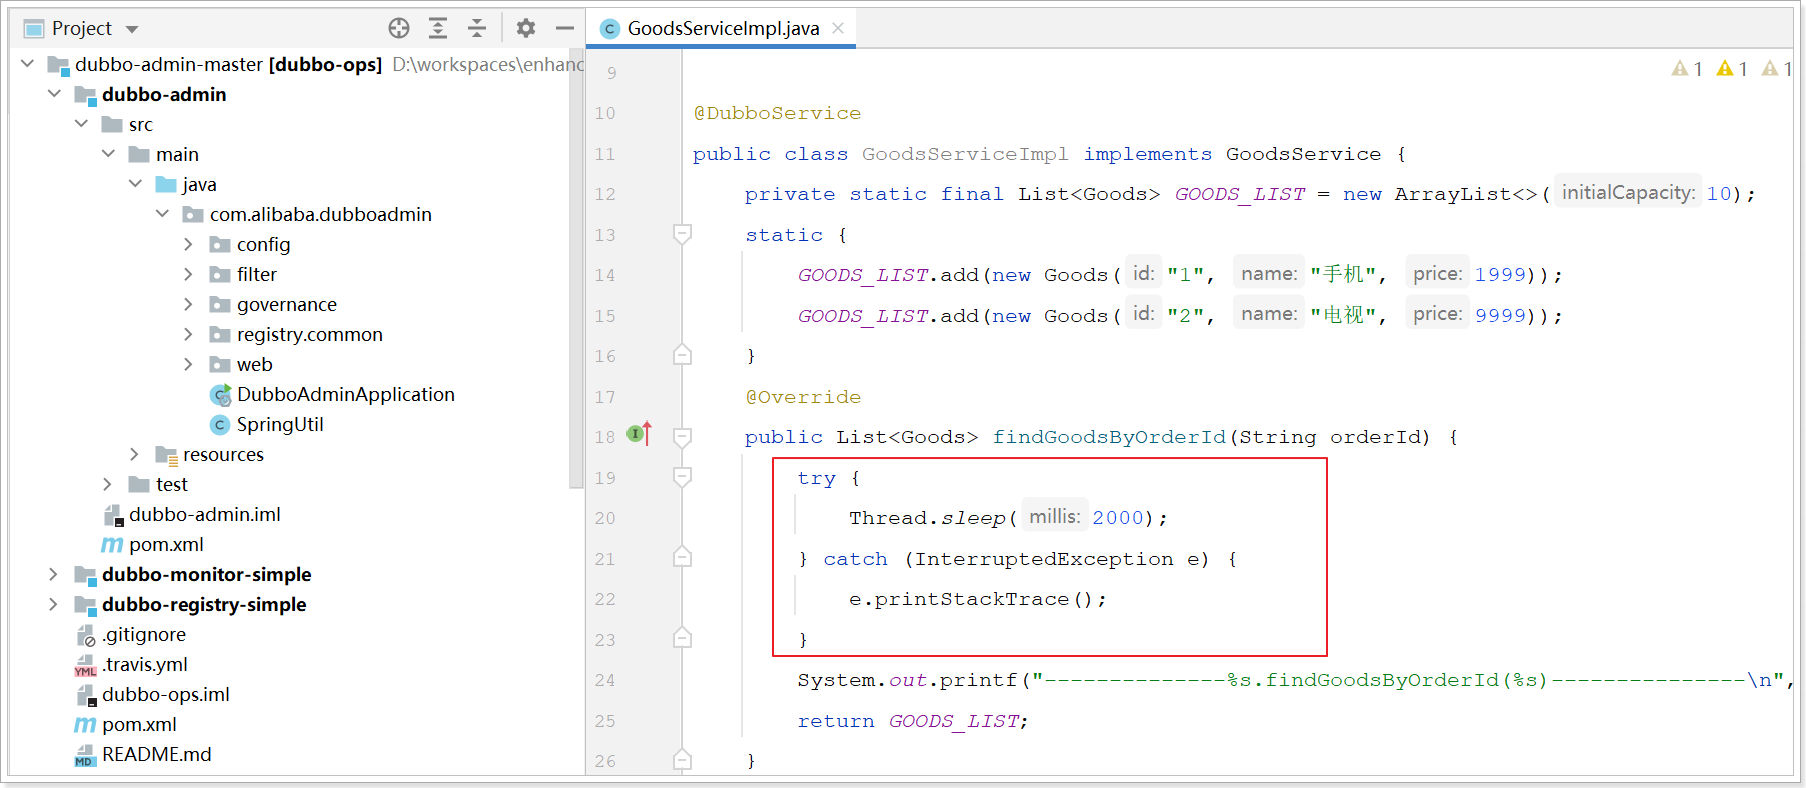 Project
dubbo-admin-master [dubbo-ops] D:\workspaces\enhanc
dubbo-admin
src
main
java
com.alibaba.dubboadmin
config
filter
governance
registry.common
web
DubboAdminApplication
SpringUtil
resources
test
dubbo-admin.iml
pom.xml
dubbo-monitor-simple
dubbo-registry-simple
.gitignore
.travis.yml
dubbo-ops.iml
pom.xml
README.md
GoodsServiceImpl.java
1 1 1
9
10 @DubboService
11 public class GoodsServiceImpl implements GoodsService {
12 private static final List<Goods> GOODS_LIST = new ArrayList<>( initialCapacity: 10);
13 static {
14 GOODS_LIST.add(new Goods( id: "1", name: "手机", price: 1999));
15 GOODS_LIST.add(new Goods( id: "2", name: "电视", price: 9999));
16 }
17 @Override
18 public List<Goods> findGoodsByOrderId(String orderId) {
19 try {
20 Thread.sleep( millis: 2000);
21 } catch (InterruptedException e) {
22 e.printStackTrace();
23 }
24 System.out.printf("--------------%s.findGoodsByOrderId(%s)---------------\n",
25 return GOODS_LIST;
26 }